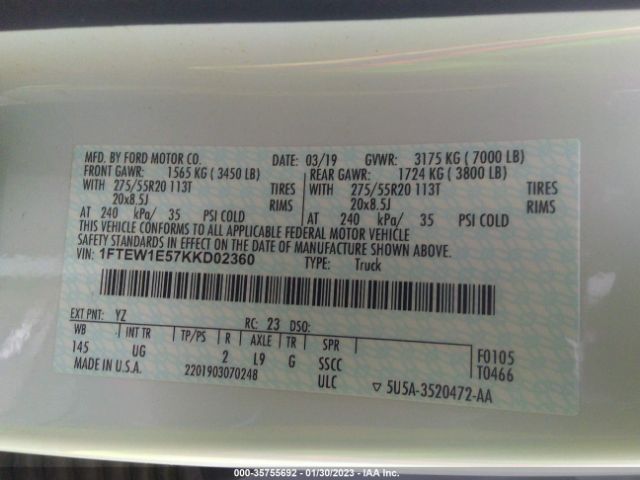 MFD. BY FORD MOTOR CO. DATE: 03/19 GVWR: 3175 KG ( 7000 LB)
FRONT GAWR: 1565 KG ( 3450 LB) REAR GAWR: 1724 KG ( 3800 LB)
WITH 275/55R20 113T TIRES WITH 275/55R20 113T TIRES
20x8.5J RIMS 20x8.5J RIMS
AT 240 kPa/ 35 PSI COLD AT 240 kPa/ 35 PSI COLD
THIS VEHICLE CONFORMS TO ALL APPLICABLE FEDERAL MOTOR VEHICLE
SAFETY STANDARDS IN EFFECT ON THE DATE OF MANUFACTURE SHOWN ABOVE.
VIN: 1FTEW1E57KKD02360 TYPE: Truck
EXT PNT: YZ RC: 23 DSO:
WB INT TR TP/PS R AXLE TR SPR F0105
145 UG 2 L9 G SSCC T0466
MADE IN U.S.A. 2201903070248 ULC ▽ 5U5A-3520472-AA
000-35755692 - 01/30/2023 - IAA Inc.